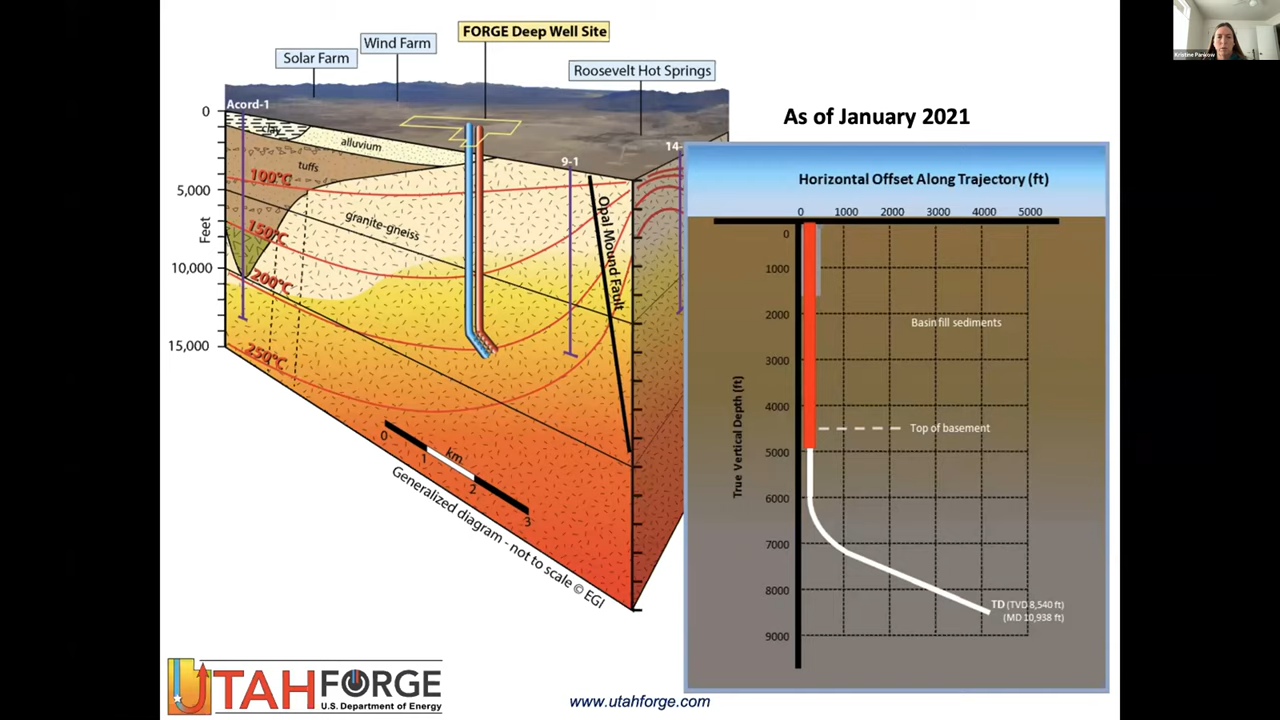 FORGE Deep Well Site
Wind Farm
Solar Farm
Roosevelt Hot Springs
Acord-1
0
clay
alluvium
tuffs
9-1
14-
100°C
5,000
Feet
granite-gneiss
150°C
Opal Mound Fault
10,000
200°C
15,000
250°C
0
km
1
2
3
Generalized diagram - not to scale © EGI
As of January 2021
Horizontal Offset Along Trajectory (ft)
0 1000 2000 3000 4000 5000
True Vertical Depth (ft)
0
1000
2000
Basin fill sediments
3000
4000
Top of basement
5000
6000
7000
8000
TD (TVD 8,540 ft)
(MD 10,938 ft)
9000
UTAH FORGE
U.S. Department of Energy
www.utahforge.com
Kristine Pankow